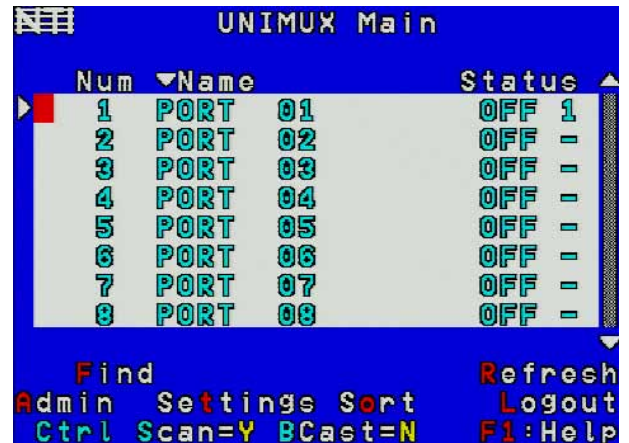 NTI UNIMUX Main
Num Name Status
1 PORT 01 OFF 1
2 PORT 02 OFF -
3 PORT 03 OFF -
4 PORT 04 OFF -
5 PORT 05 OFF -
6 PORT 06 OFF -
7 PORT 07 OFF -
8 PORT 08 OFF -
Find Refresh
Admin Settings Sort Logout
Ctrl Scan=Y BCast=N F1:Help